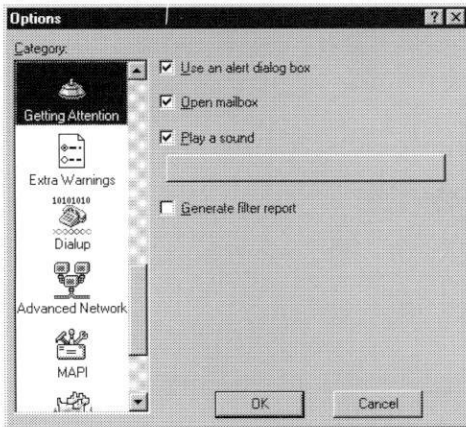 Options
Category:
Getting Attention
Extra Warnings
10101010
Dialup
Advanced Network
MAPI
Use an alert dialog box
Open mailbox
Play a sound
Generate filter report
OK
Cancel